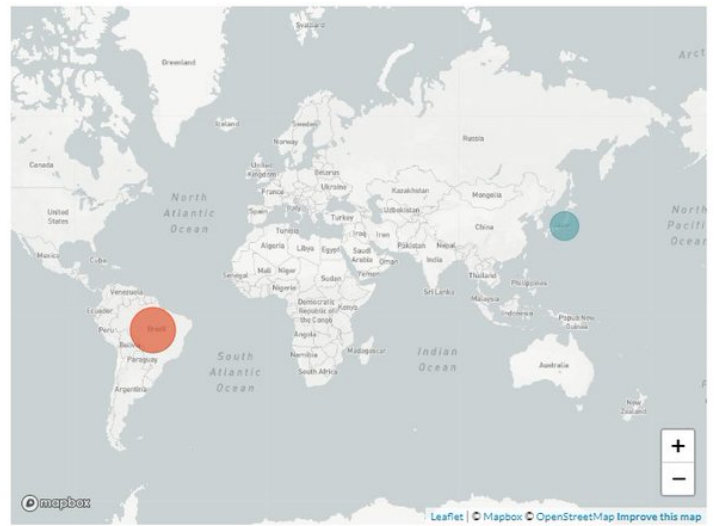 Svalbard
Greenland
Arct
Iceland
Sweden
Norway
Russia
Canada
United
Kingdom
Belarus
Ukraine
France
Kazakhstan
Mongolia
North
Atlantic
Ocean
United
States
Spain
Italy
Turkey
Uzbekistan
China
North
Pacifi
Ocean
Tunisia
Iraq
Iran
Algeria
Libya
Egypt
Saudi
Arabia
Pakistan
Nepal
Mexico
Cuba
Oman
India
Mali
Niger
Sudan
Yemen
Senegal
Thailand
Philippines
Nigeria
Sri Lanka
Venezuela
Malaysia
Democratic
Republic of
the Congo
Kenya
Ecuador
Indonesia
Papua New
Guinea
Peru
Brazil
Angola
Bolivia
South
Atlantic
Ocean
Indian
Ocean
Namibia
Madagascar
Paraguay
Australia
South Africa
Argentina
New
Zealand
+
−
mapbox
Leaflet | © Mapbox © OpenStreetMap Improve this map